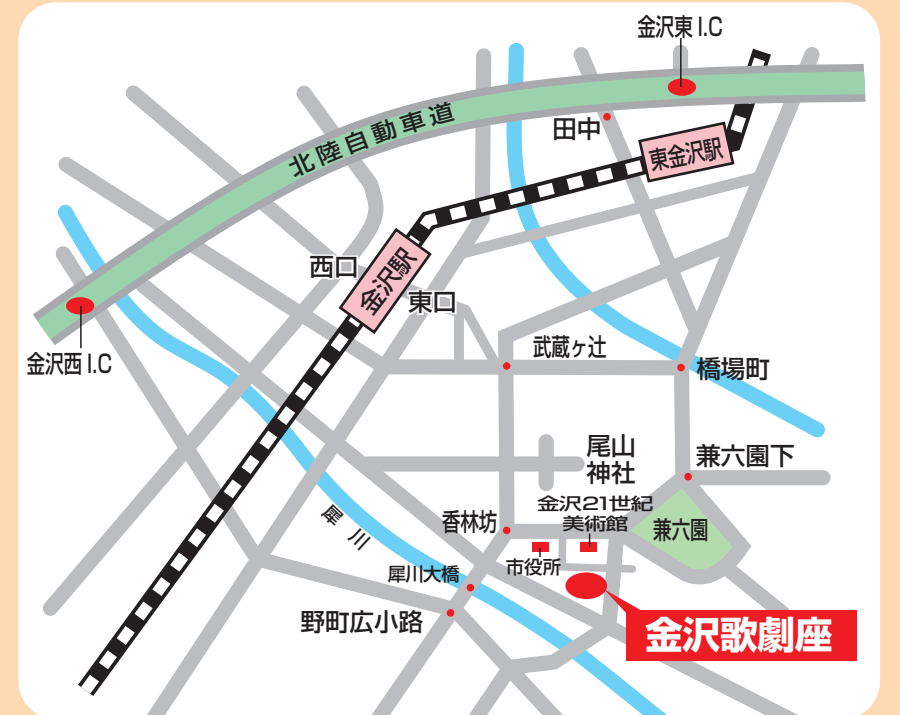 金沢東I.C
北陸自動車道
田中
東金沢駅
西口
金沢駅
東口
金沢西I.C
武蔵ヶ辻
橋場町
尾山
神社
兼六園下
金沢21世紀
美術館
香林坊
兼六園
犀川
市役所
犀川大橋
野町広小路
金沢歌劇座